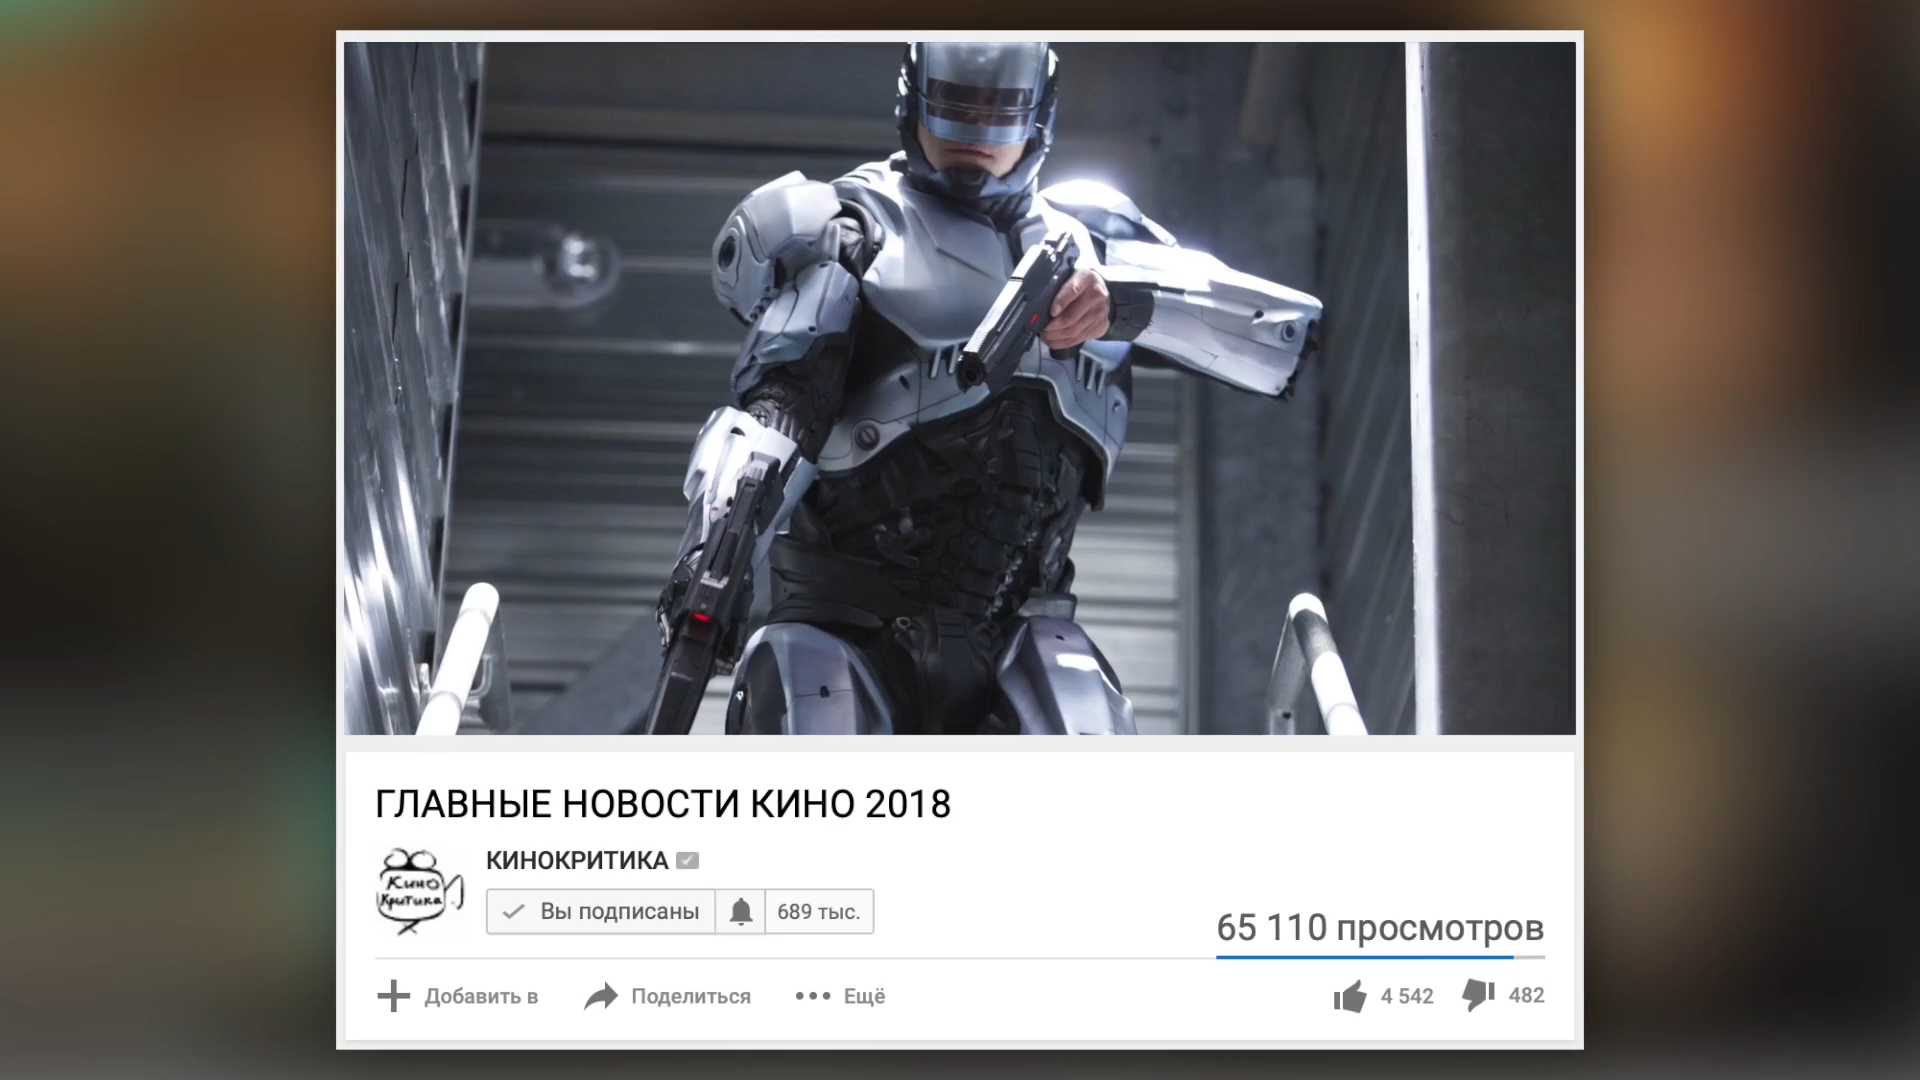 ГЛАВНЫЕ НОВОСТИ КИНО 2018
Кино
Критика
КИНОКРИТИКА
Вы подписаны
689 тыс.
65 110 просмотров
Добавить в
Поделиться
Ещё
4 542
482